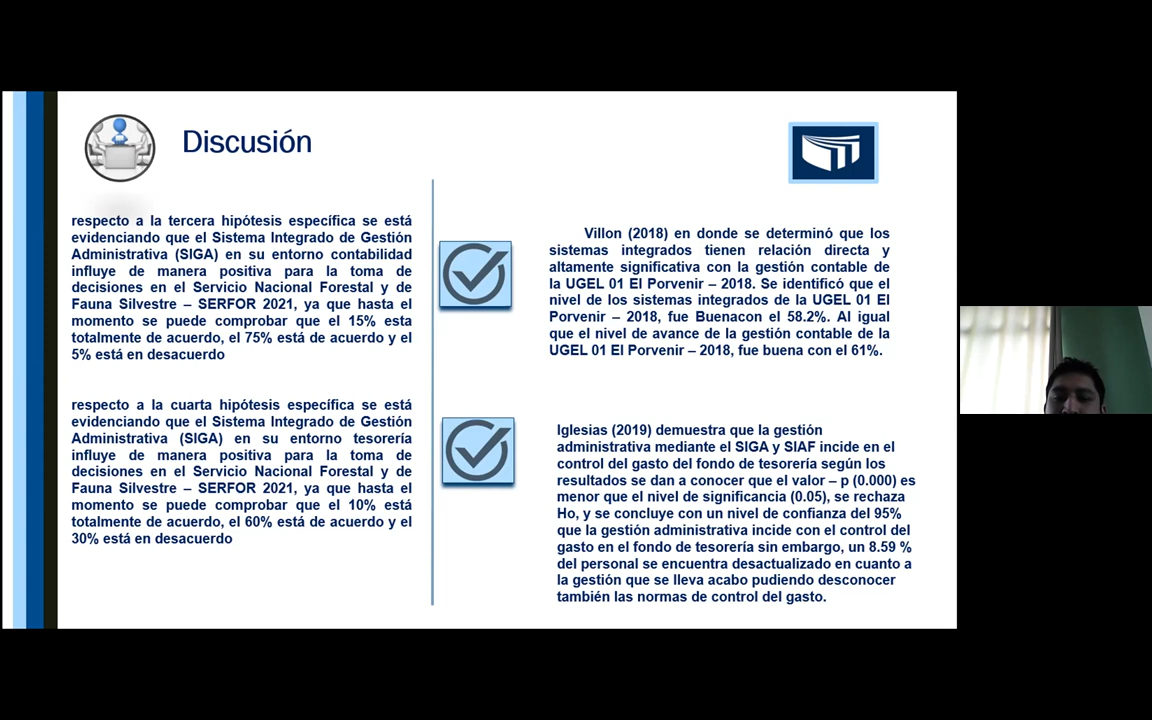 Discusión
respecto a la tercera hipótesis específica se está
evidenciando que el Sistema Integrado de Gestión
Administrativa (SIGA) en su entorno contabilidad
influye de manera positiva para la toma de
decisiones en el Servicio Nacional Forestal y de
Fauna Silvestre – SERFOR 2021, ya que hasta el
momento se puede comprobar que el 15% esta
totalmente de acuerdo, el 75% está de acuerdo y el
5% está en desacuerdo
respecto a la cuarta hipótesis específica se está
evidenciando que el Sistema Integrado de Gestión
Administrativa (SIGA) en su entorno tesorería
influye de manera positiva para la toma de
decisiones en el Servicio Nacional Forestal y de
Fauna Silvestre – SERFOR 2021, ya que hasta el
momento se puede comprobar que el 10% está
totalmente de acuerdo, el 60% está de acuerdo y el
30% está en desacuerdo
Villon (2018) en donde se determinó que los
sistemas integrados tienen relación directa y
altamente significativa con la gestión contable de
la UGEL 01 El Porvenir – 2018. Se identificó que el
nivel de los sistemas integrados de la UGEL 01 El
Porvenir – 2018, fue Buenacon el 58.2%. Al igual
que el nivel de avance de la gestión contable de la
UGEL 01 El Porvenir – 2018, fue buena con el 61%.
Iglesias (2019) demuestra que la gestión
administrativa mediante el SIGA y SIAF incide en el
control del gasto del fondo de tesorería según los
resultados se dan a conocer que el valor – p (0.000) es
menor que el nivel de significancia (0.05), se rechaza
Ho, y se concluye con un nivel de confianza del 95%
que la gestión administrativa incide con el control del
gasto en el fondo de tesorería sin embargo, un 8.59 %
del personal se encuentra desactualizado en cuanto a
la gestión que se lleva acabo pudiendo desconocer
también las normas de control del gasto.